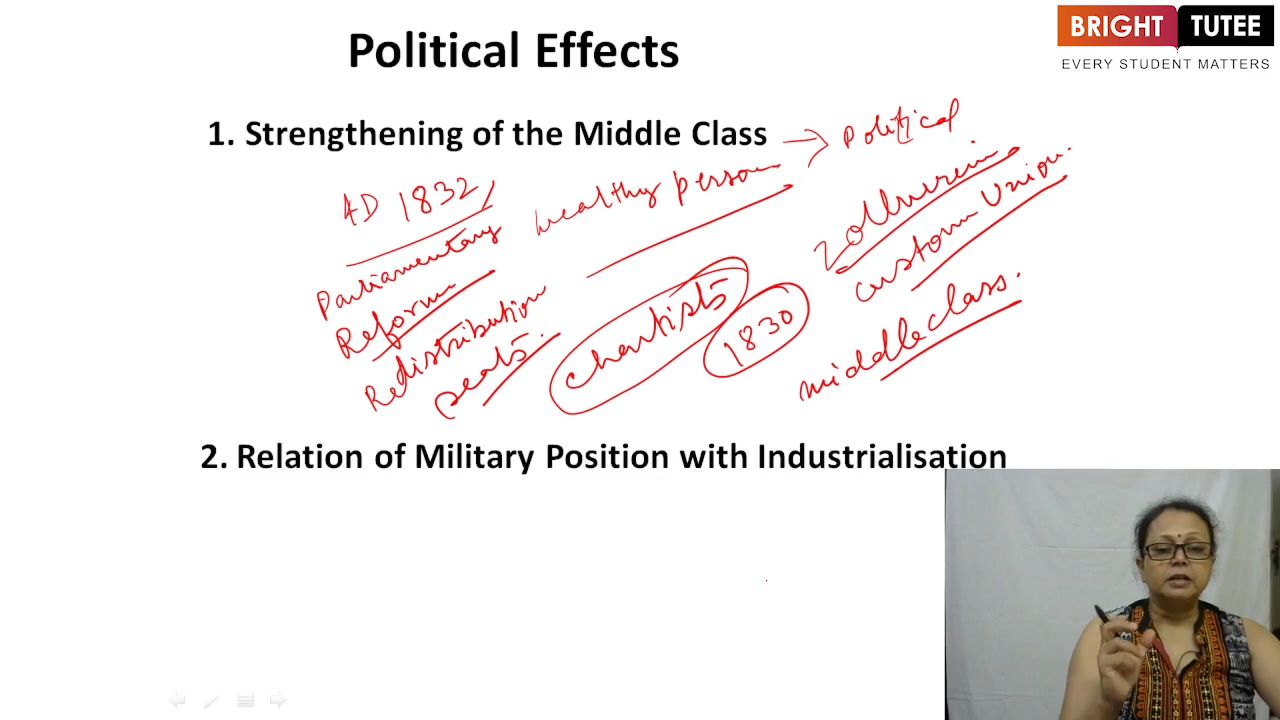 BRIGHT TUTEE
EVERY STUDENT MATTERS
Political Effects
1. Strengthening of the Middle Class → Political
AD 1832
Parliamentary
Reforms
Redistribution
seats.
wealthy person
Chartists
1830
Zollverein
custom Union.
middle class.
2. Relation of Military Position with Industrialisation